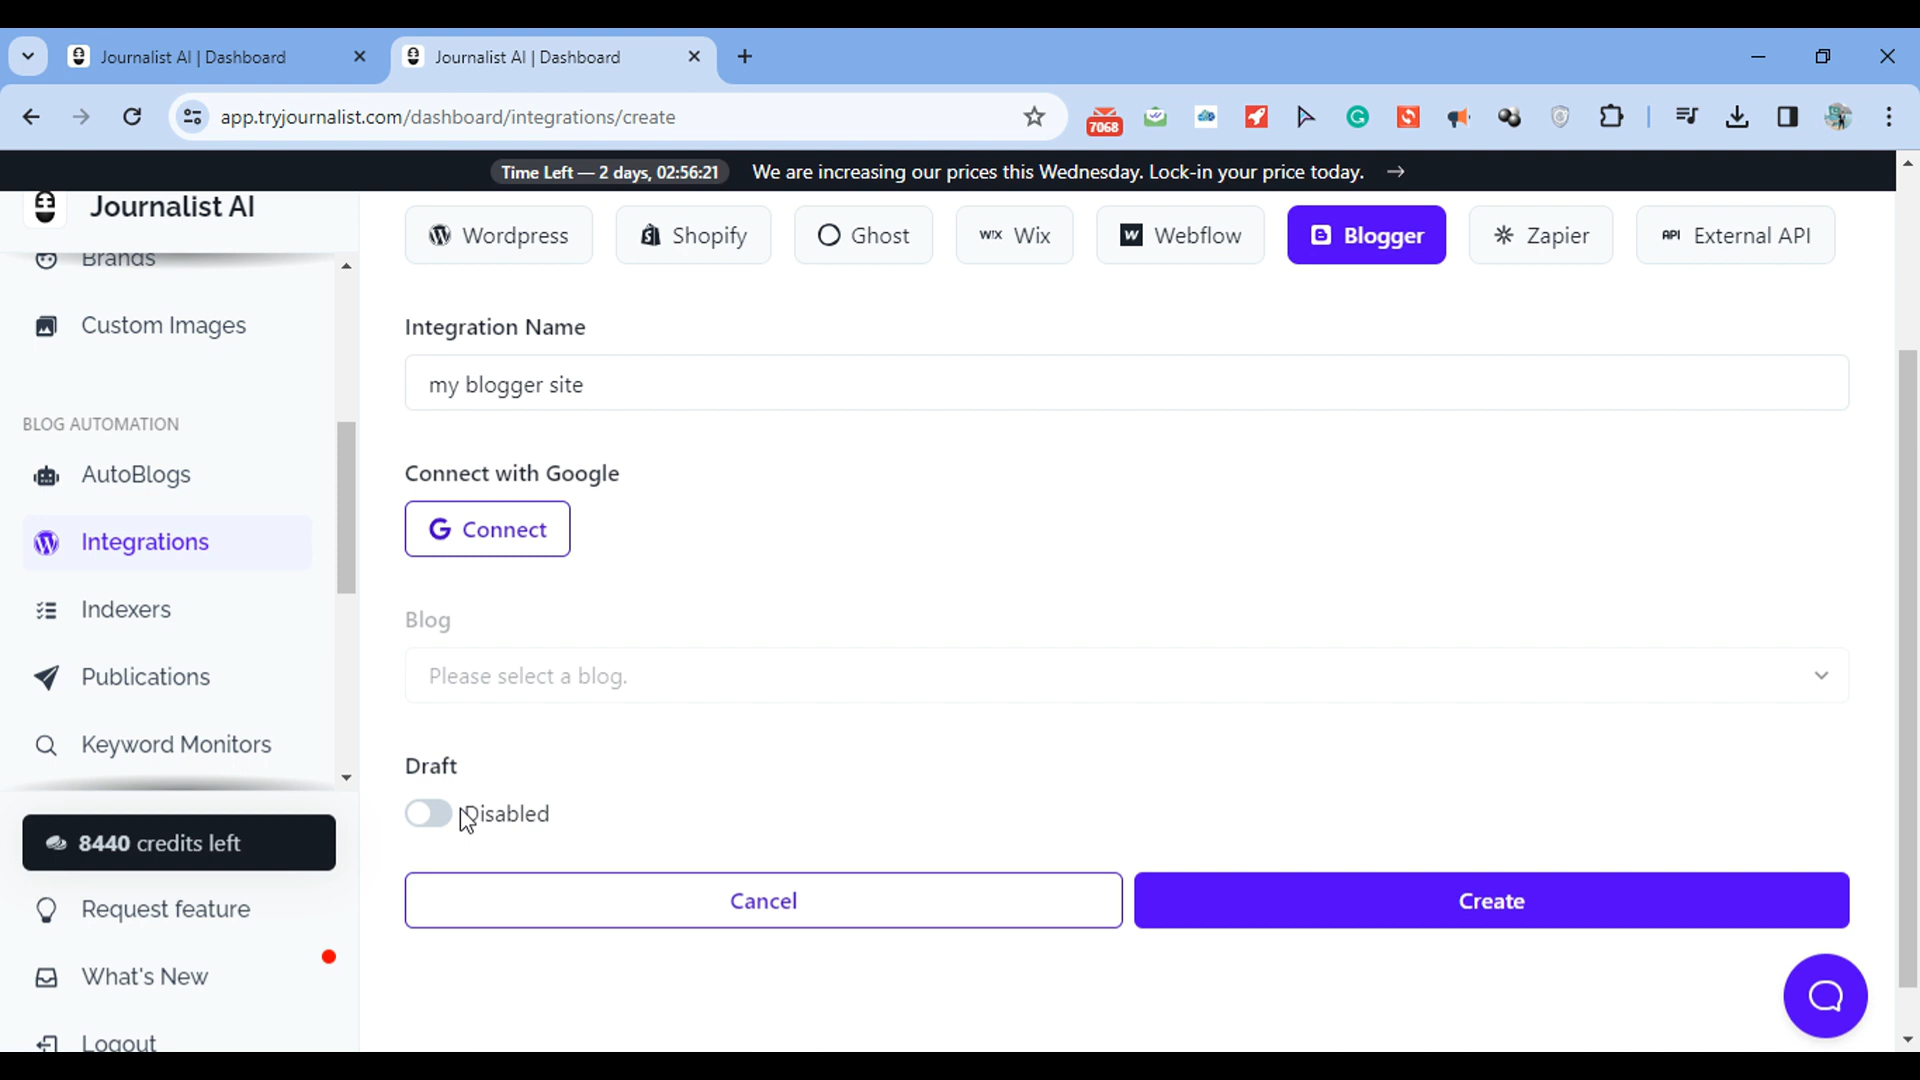 Journalist AI | Dashboard
Journalist AI | Dashboard
app.tryjournalist.com/dashboard/integrations/create
7068
Time Left — 2 days, 02:56:21
We are increasing our prices this Wednesday. Lock-in your price today. →
Journalist AI
Brands
Custom Images
BLOG AUTOMATION
AutoBlogs
Integrations
Indexers
Publications
Keyword Monitors
8440 credits left
Request feature
What's New
Logout
Wordpress
Shopify
Ghost
WIX Wix
W Webflow
Blogger
Zapier
API External API
Integration Name
my blogger site
Connect with Google
G Connect
Blog
Please select a blog.
Draft
Disabled
Cancel
Create